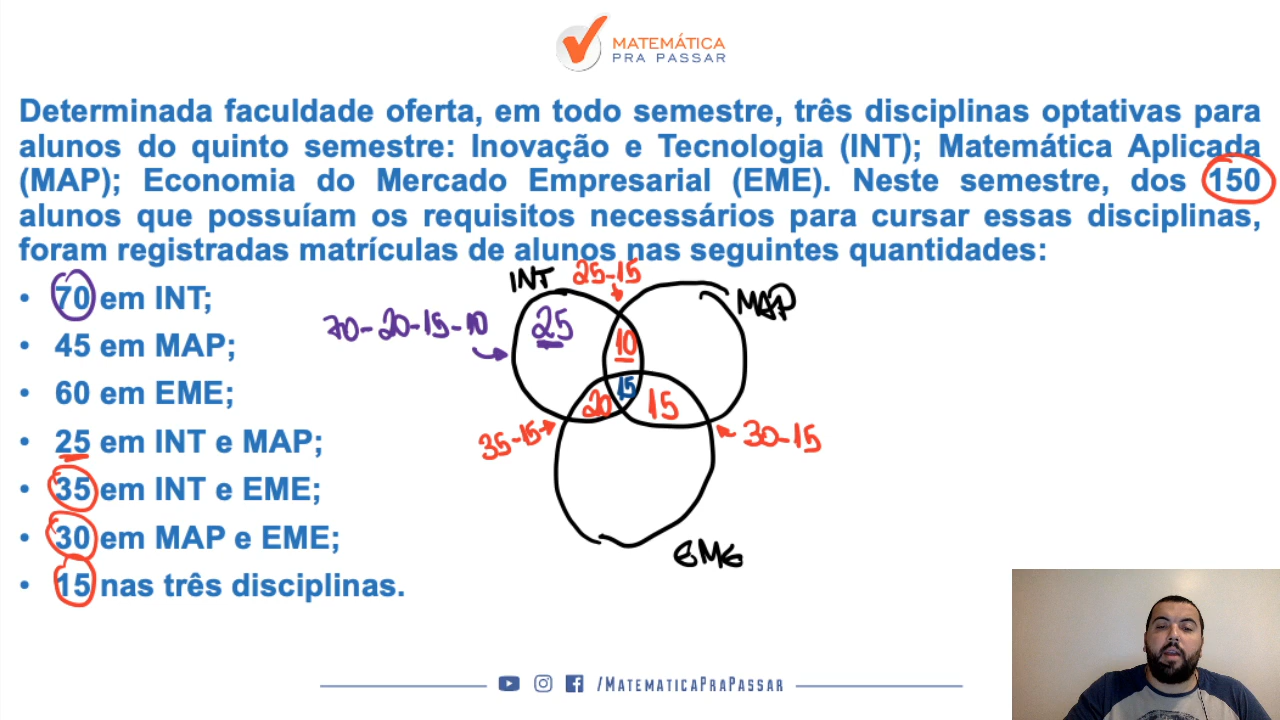 MATEMÁTICA
PRA PASSAR
Determinada faculdade oferta, em todo semestre, três disciplinas optativas para
alunos do quinto semestre: Inovação e Tecnologia (INT); Matemática Aplicada
(MAP); Economia do Mercado Empresarial (EME). Neste semestre, dos 150
alunos que possuíam os requisitos necessários para cursar essas disciplinas,
foram registradas matrículas de alunos nas seguintes quantidades:
• 70 em INT;
• 45 em MAP;
• 60 em EME;
• 25 em INT e MAP;
• 35 em INT e EME;
• 30 em MAP e EME;
• 15 nas três disciplinas.
INT
25-15
MAP
70-20-15-10
25
10
15
20
15
35-15
30-15
EME
/MATEMATICAPRAPASSAR